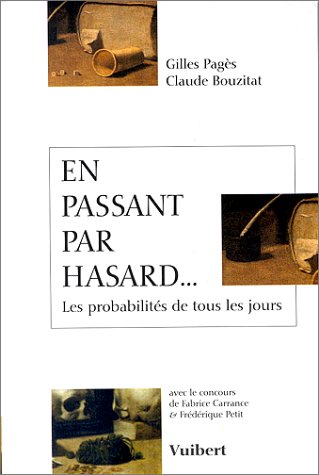 Gilles Pagès
Claude Bouzitat
EN
PASSANT
PAR
HASARD...
Les probabilités de tous les jours
avec le concours
de Fabrice Carrance
& Frédérique Petit
Vuibert